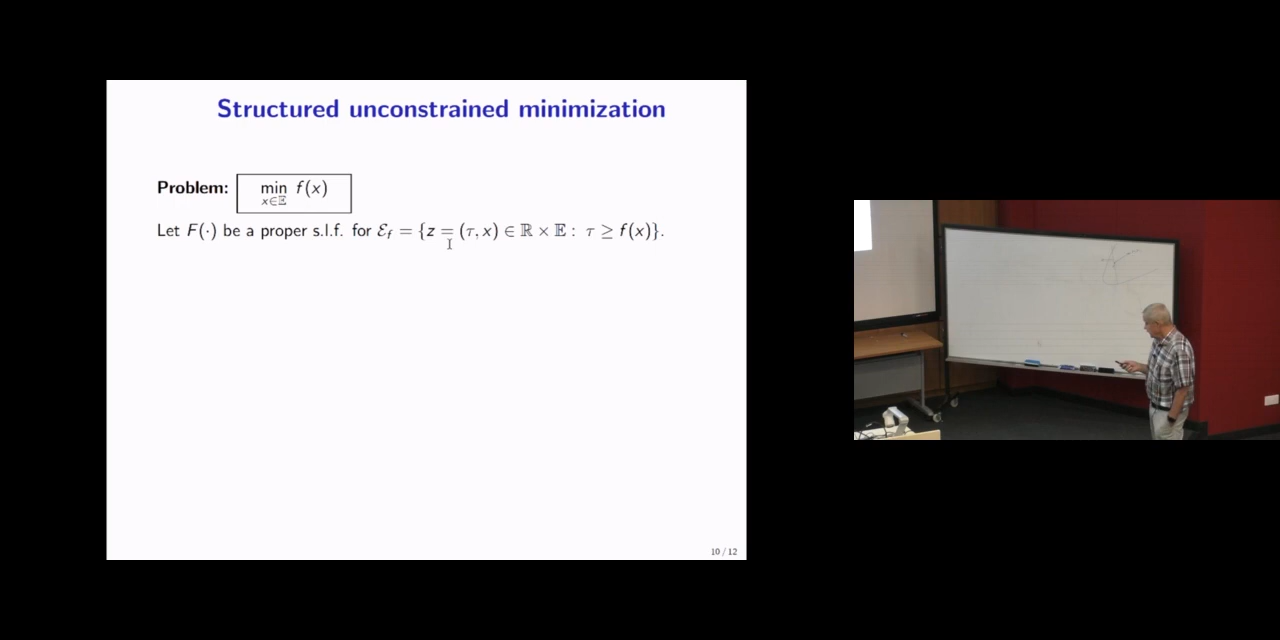 Structured unconstrained minimization
Problem: min f(x)
x∈𝔼
Let F(·) be a proper s.l.f. for ℰ_f = {z = (τ, x) ∈ ℝ × 𝔼 : τ ≥ f(x)}.
10 / 12